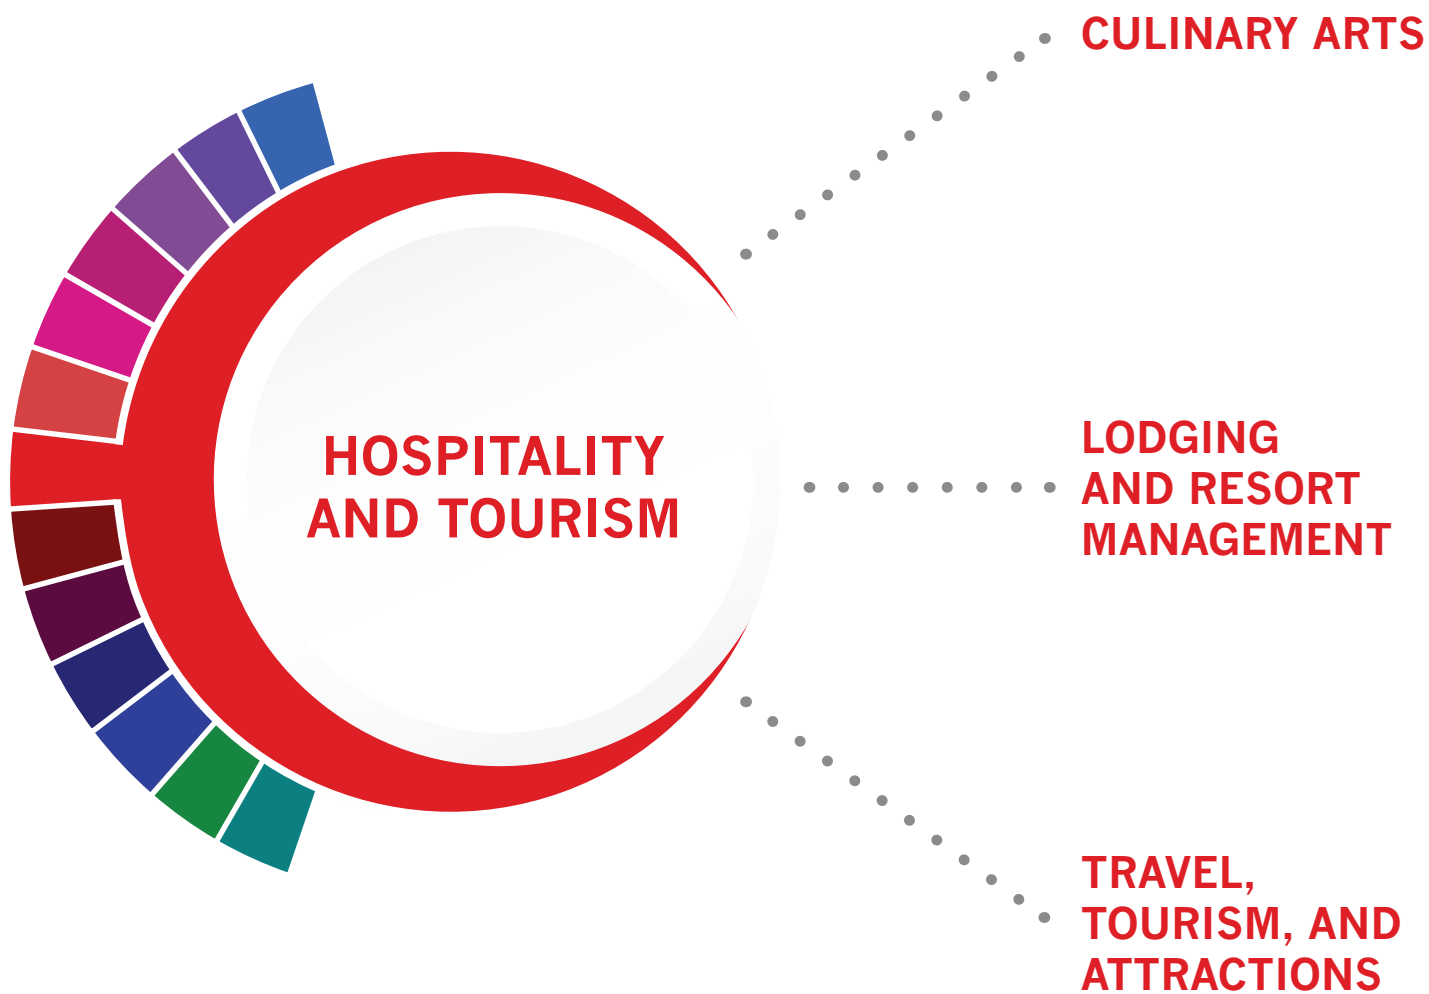 CULINARY ARTS
HOSPITALITY
AND TOURISM
LODGING
AND RESORT
MANAGEMENT
TRAVEL,
TOURISM, AND
ATTRACTIONS